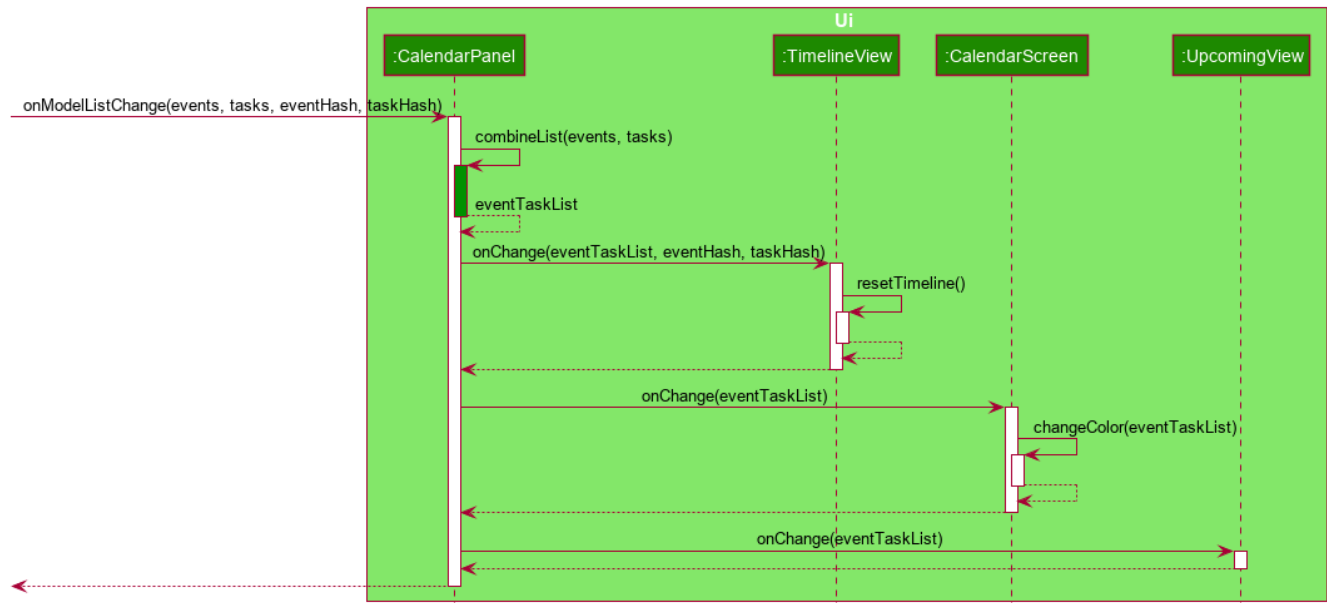 Ui
:CalendarPanel
:TimelineView
:CalendarScreen
:UpcomingView
onModelListChange(events, tasks, eventHash, taskHash)
combineList(events, tasks)
eventTaskList
onChange(eventTaskList, eventHash, taskHash)
resetTimeline()
onChange(eventTaskList)
changeColor(eventTaskList)
onChange(eventTaskList)